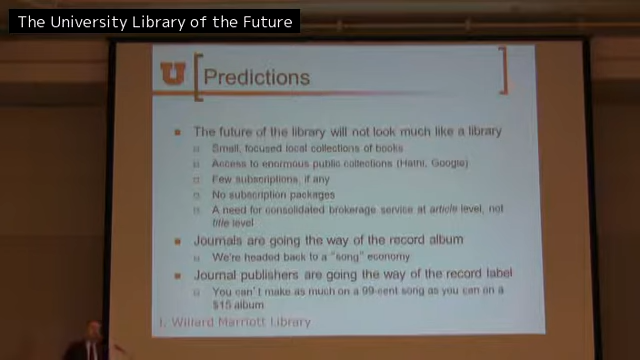 The University Library of the Future
U
Predictions
The future of the library will not look much like a library
Small, focused local collections of books
Access to enormous public collections (Hathi, Google)
Few subscriptions, if any
No subscription packages
A need for consolidated brokerage service at article level, not
title level
Journals are going the way of the record album
We're headed back to a "song" economy
Journal publishers are going the way of the record label
You can't make as much on a 99-cent song as you can on a
$15 album
J. Willard Marriott Library